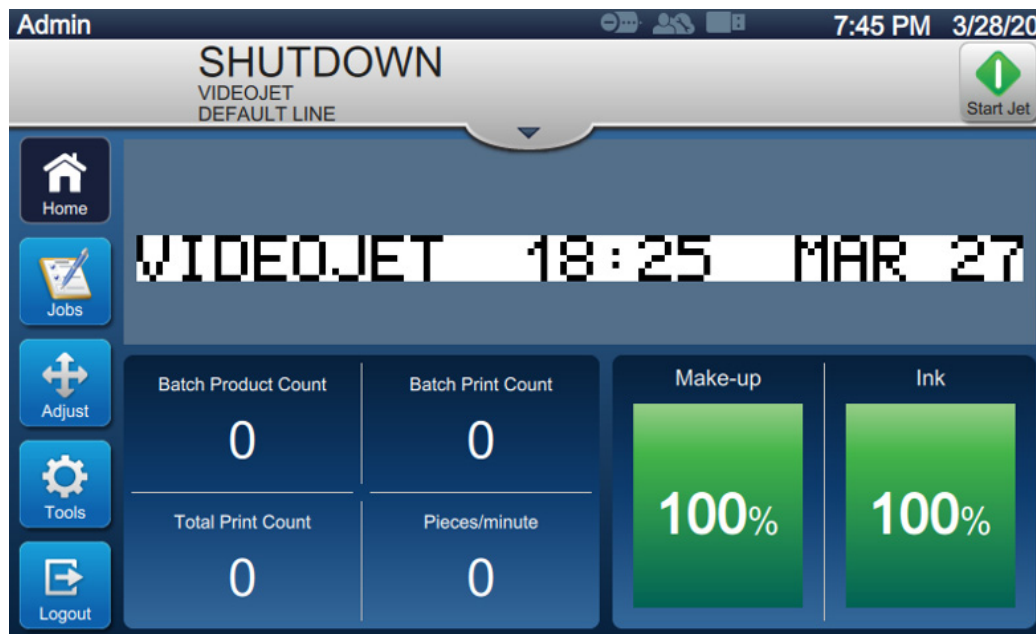 Admin 7:45 PM 3/28/20
SHUTDOWN
VIDEOJET
DEFAULT LINE
Start Jet
Home
VIDEOJET 18:25 MAR 27
Jobs
Adjust
Tools
Logout
Batch Product Count
0
Batch Print Count
0
Total Print Count
0
Pieces/minute
0
Make-up
100%
Ink
100%